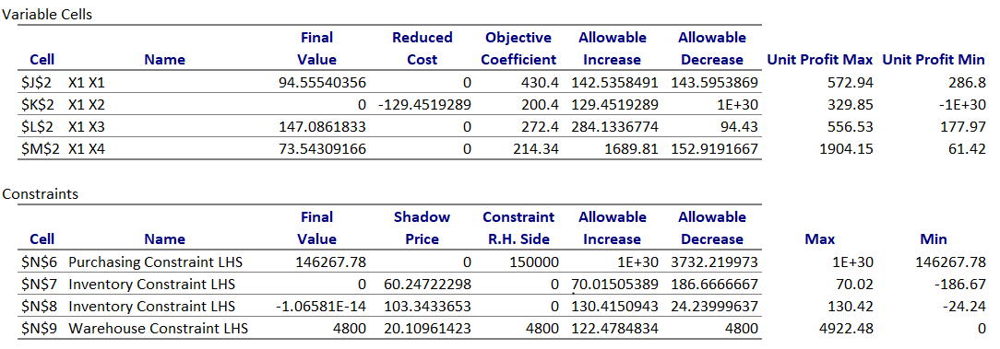 Variable Cells
Final Reduced Objective Allowable Allowable
Cell Name Value Cost Coefficient Increase Decrease Unit Profit Max Unit Profit Min
$J$2 X1 X1 94.55540356 0 430.4 142.5358491 143.5953869 572.94 286.8
$K$2 X1 X2 0 -129.4519289 200.4 129.4519289 1E+30 329.85 -1E+30
$L$2 X1 X3 147.0861833 0 272.4 284.1336774 94.43 556.53 177.97
$M$2 X1 X4 73.54309166 0 214.34 1689.81 152.9191667 1904.15 61.42
Constraints
Final Shadow Constraint Allowable Allowable
Cell Name Value Price R.H. Side Increase Decrease Max Min
$N$6 Purchasing Constraint LHS 146267.78 0 150000 1E+30 3732.219973 1E+30 146267.78
$N$7 Inventory Constraint LHS 0 60.24722298 0 70.01505389 186.6666667 70.02 -186.67
$N$8 Inventory Constraint LHS -1.06581E-14 103.3433653 0 130.4150943 24.23999637 130.42 -24.24
$N$9 Warehouse Constraint LHS 4800 20.10961423 4800 122.4784834 4800 4922.48 0